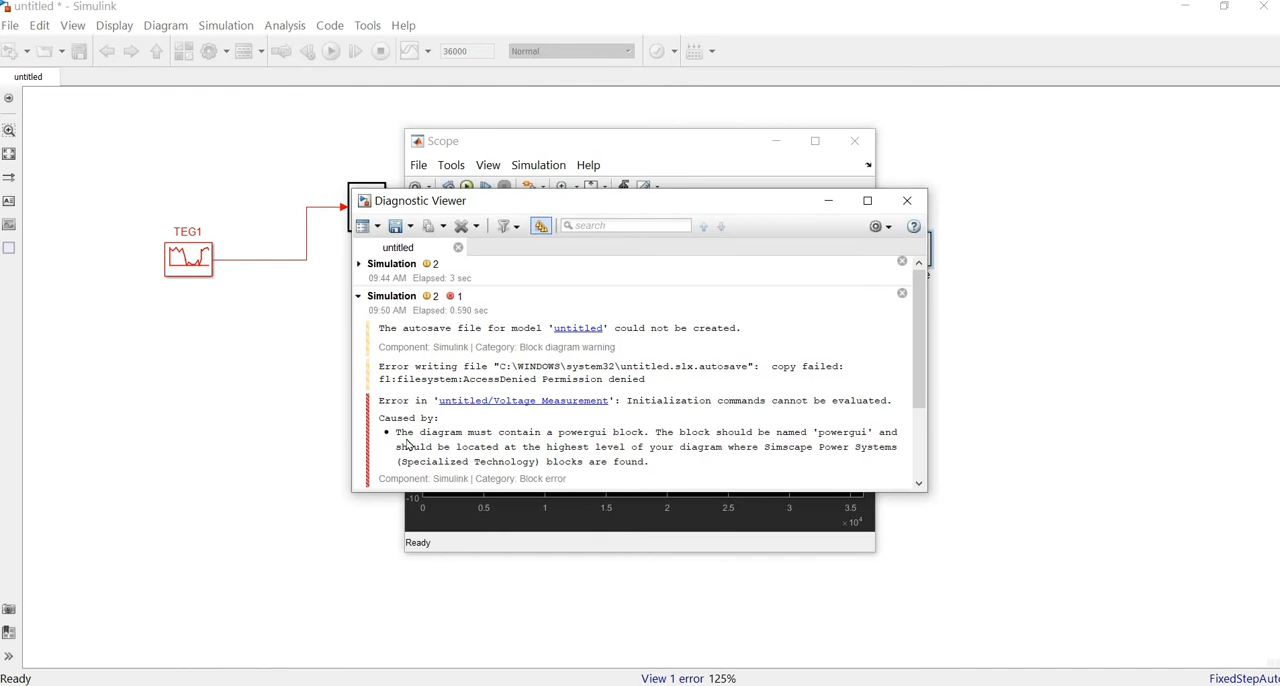 untitled * - Simulink
File Edit View Display Diagram Simulation Analysis Code Tools Help
36000 Normal
untitled
TEG1
Scope
File Tools View Simulation Help
Diagnostic Viewer
search
untitled
Simulation 2
09:44 AM Elapsed: 3 sec
Simulation 2 1
09:50 AM Elapsed: 0.590 sec
The autosave file for model 'untitled' could not be created.
Component: Simulink | Category: Block diagram warning
Error writing file "C:\WINDOWS\system32\untitled.slx.autosave": copy failed:
fl:filesystem:AccessDenied Permission denied
Error in 'untitled/Voltage Measurement': Initialization commands cannot be evaluated.
Caused by:
• The diagram must contain a powergui block. The block should be named 'powergui' and
should be located at the highest level of your diagram where Simscape Power Systems
(Specialized Technology) blocks are found.
Component: Simulink | Category: Block error
-10
0 0.5 1 1.5 2 2.5 3 3.5
×10^4
Ready
Ready View 1 error 125% FixedStepAuto